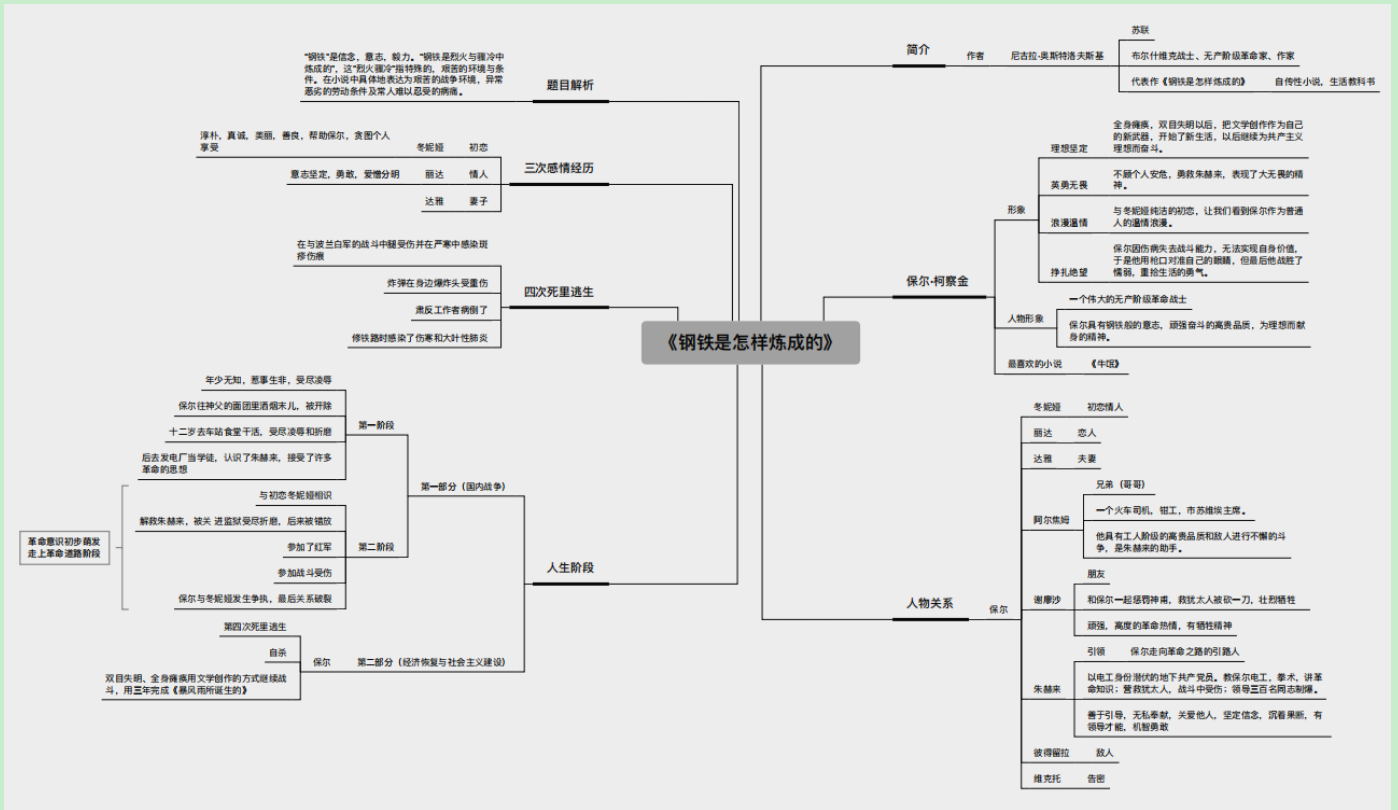 《钢铁是怎样炼成的》
题目解析
"钢铁"是信念，意志，毅力。"钢铁是烈火与骤冷中
炼成的"，这"烈火骤冷"指特殊的，艰苦的环境与条
件。在小说中具体地表达为艰苦的战争环境，异常
恶劣的劳动条件及常人难以忍受的病痛。
三次感情经历
初恋
冬妮娅
淳朴，真诚，美丽，善良，帮助保尔，贪图个人
享受
情人
丽达
意志坚定，勇敢，爱憎分明
妻子
达雅
四次死里逃生
在与波兰白军的战斗中腿受伤并在严寒中感染斑
疹伤痕
炸弹在身边爆炸头受重伤
肃反工作者病倒了
修铁路时感染了伤寒和大叶性肺炎
人生阶段
第一部分（国内战争）
第一阶段
年少无知，惹事生非，受尽凌辱
保尔往神父的面团里洒烟末儿，被开除
十二岁去车站食堂干活，受尽凌辱和折磨
后去发电厂当学徒，认识了朱赫来，接受了许多
革命的思想
第二阶段
与初恋冬妮娅相识
解救朱赫来，被关 进监狱受尽折磨，后来被错放
参加了红军
参加战斗受伤
保尔与冬妮娅发生争执，最后关系破裂
革命意识初步萌发
走上革命道路阶段
第二部分（经济恢复与社会主义建设）
保尔
第四次死里逃生
自杀
双目失明、全身瘫痪用文学创作的方式继续战
斗，用三年完成《暴风雨所诞生的》
简介
作者
尼古拉·奥斯特洛夫斯基
苏联
布尔什维克战士、无产阶级革命家、作家
代表作《钢铁是怎样炼成的》
自传性小说，生活教科书
保尔·柯察金
形象
理想坚定
全身瘫痪，双目失明以后，把文学创作作为自己
的新武器，开始了新生活，以后继续为共产主义
理想而奋斗。
英勇无畏
不顾个人安危，勇救朱赫来，表现了大无畏的精
神。
浪漫温情
与冬妮娅纯洁的初恋，让我们看到保尔作为普通
人的温情浪漫。
挣扎绝望
保尔因伤病失去战斗能力，无法实现自身价值，
于是他用枪口对准自己的眼睛，但最后他战胜了
懦弱，重拾生活的勇气。
人物形象
一个伟大的无产阶级革命战士
保尔具有钢铁般的意志，顽强奋斗的高贵品质，为理想而献
身的精神。
最喜欢的小说
《牛虻》
人物关系
保尔
冬妮娅
初恋情人
丽达
恋人
达雅
夫妻
阿尔焦姆
兄弟（哥哥）
一个火车司机，钳工，市苏维埃主席。
他具有工人阶级的高贵品质和敌人进行不懈的斗
争，是朱赫来的助手。
谢廖沙
朋友
和保尔一起惩罚神甫，救犹太人被砍一刀，壮烈牺牲
顽强，高度的革命热情，有牺牲精神
朱赫来
引领
保尔走向革命之路的引路人
以电工身份潜伏的地下共产党员。教保尔电工，拳术，讲革
命知识；营救犹太人，战斗中受伤；领导三百名同志制爆。
善于引导，无私奉献，关爱他人，坚定信念，沉着果断，有
领导才能，机智勇敢
彼得留拉
敌人
维克托
告密